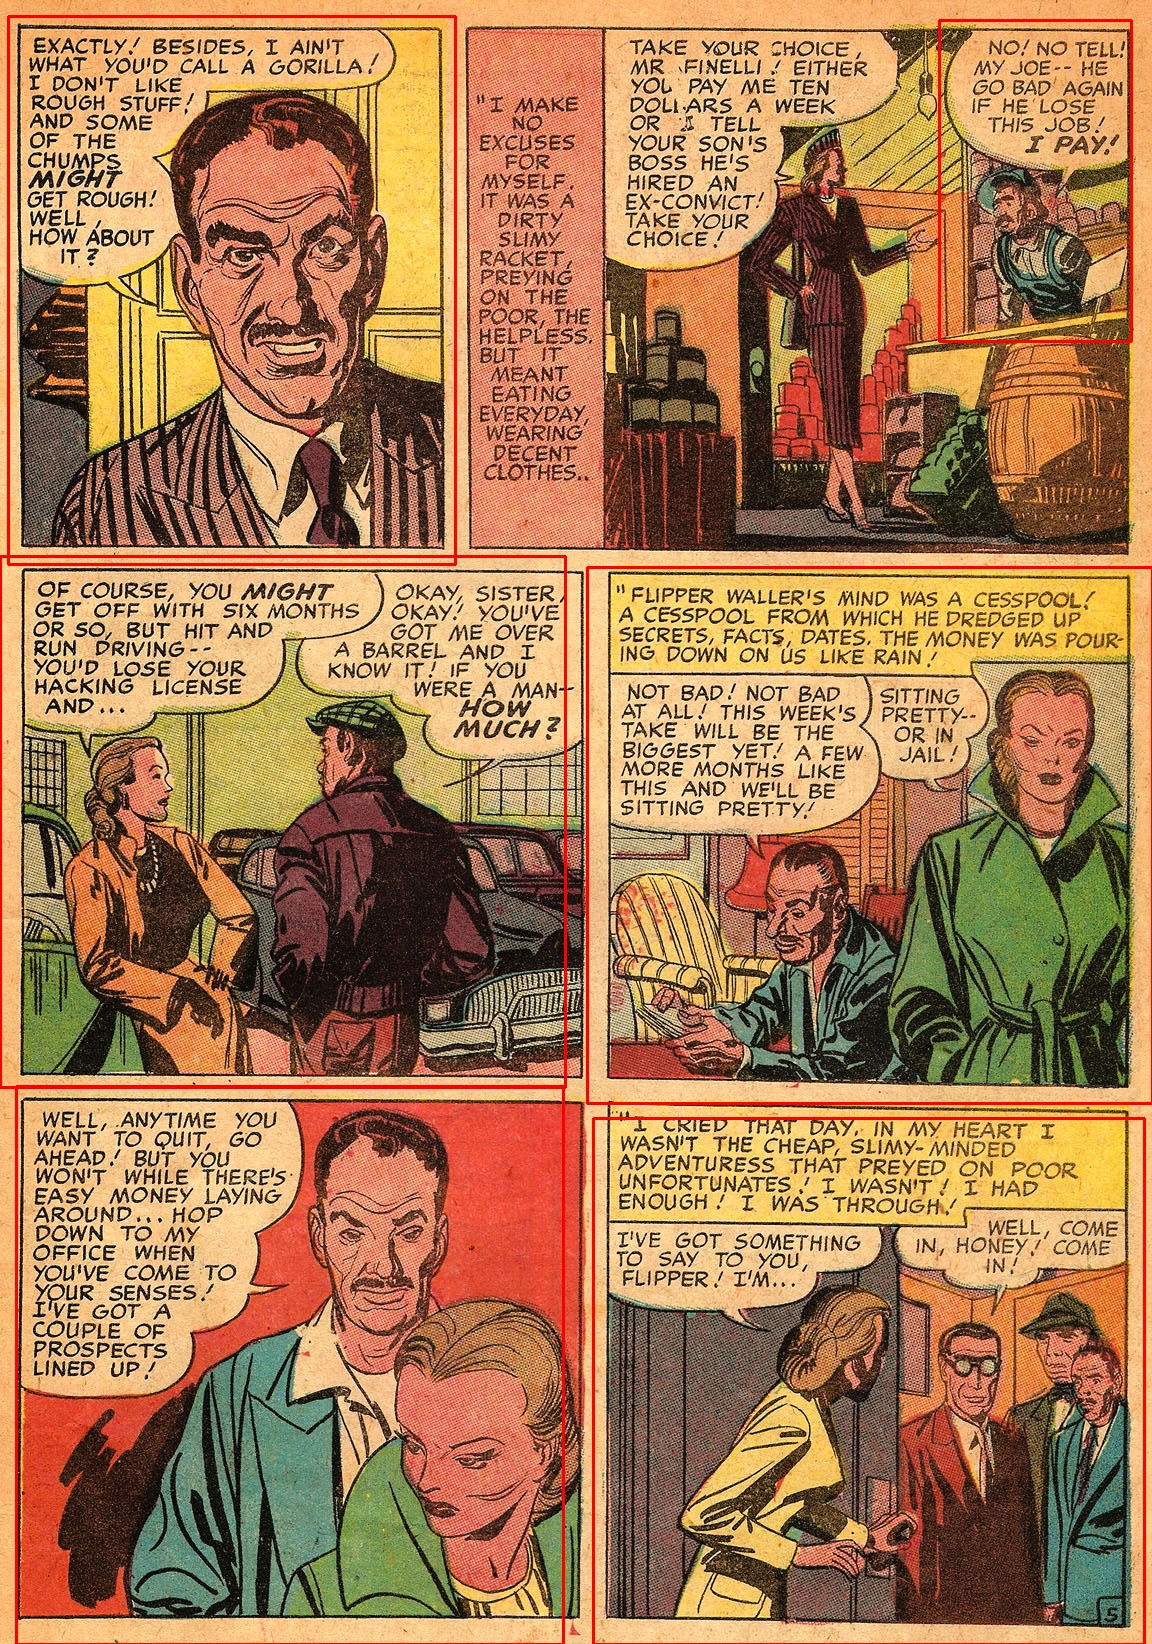 EXACTLY! BESIDES, I AIN'T
WHAT YOU'D CALL A GORILLA!
I DON'T LIKE
ROUGH STUFF!
AND SOME
OF THE
CHUMPS
MIGHT
GET ROUGH!
WELL,
HOW ABOUT
IT?
"I MAKE
NO
EXCUSES
FOR
MYSELF.
IT WAS A
DIRTY
SLIMY
RACKET,
PREYING
ON THE
POOR, THE
HELPLESS.
BUT IT
MEANT
EATING
EVERYDAY,
WEARING
DECENT
CLOTHES..
TAKE YOUR CHOICE,
MR FINELLI! EITHER
YOU PAY ME TEN
DOLLARS A WEEK
OR I TELL
YOUR SON'S
BOSS HE'S
HIRED AN
EX-CONVICT!
TAKE YOUR
CHOICE!
NO! NO TELL!
MY JOE-- HE
GO BAD AGAIN
IF HE LOSE
THIS JOB!
I PAY!
OF COURSE, YOU MIGHT
GET OFF WITH SIX MONTHS
OR SO, BUT HIT AND
RUN DRIVING--
YOU'D LOSE YOUR
HACKING LICENSE
AND...
OKAY, SISTER,
OKAY! YOU'VE
GOT ME OVER
A BARREL AND I
KNOW IT! IF YOU
WERE A MAN--
HOW
MUCH?
"FLIPPER WALLER'S MIND WAS A CESSPOOL!
A CESSPOOL FROM WHICH HE DREDGED UP
SECRETS, FACTS, DATES. THE MONEY WAS POUR-
ING DOWN ON US LIKE RAIN!
NOT BAD! NOT BAD
AT ALL! THIS WEEK'S
TAKE WILL BE THE
BIGGEST YET! A FEW
MORE MONTHS LIKE
THIS AND WE'LL BE
SITTING PRETTY!
SITTING
PRETTY--
OR IN
JAIL!
WELL, ANYTIME YOU
WANT TO QUIT, GO
AHEAD! BUT YOU
WON'T WHILE THERE'S
EASY MONEY LAYING
AROUND... HOP
DOWN TO MY
OFFICE WHEN
YOU'VE COME TO
YOUR SENSES!
I'VE GOT A
COUPLE OF
PROSPECTS
LINED UP!
"I CRIED THAT DAY. IN MY HEART I
WASN'T THE CHEAP, SLIMY-MINDED
ADVENTURESS THAT PREYED ON POOR
UNFORTUNATES! I WASN'T! I HAD
ENOUGH! I WAS THROUGH!
I'VE GOT SOMETHING
TO SAY TO YOU,
FLIPPER! I'M...
WELL, COME
IN, HONEY! COME
IN!
5